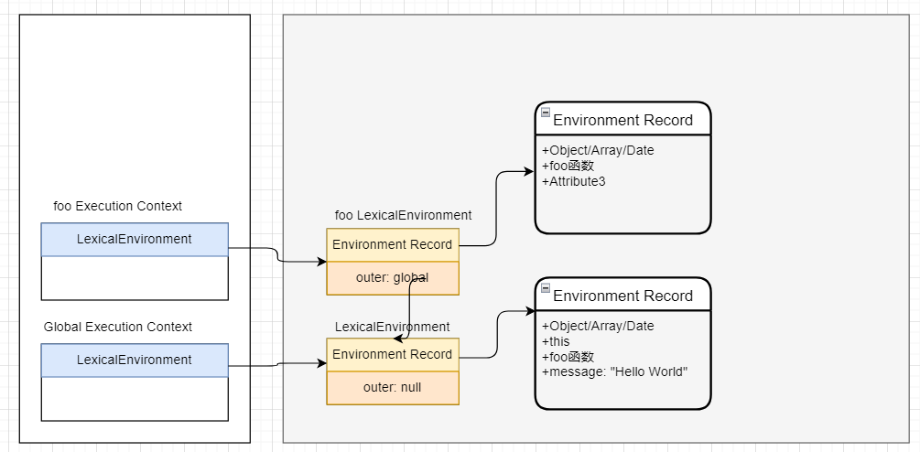 Environment Record
+Object/Array/Date
+foo函数
+Attribute3
foo Execution Context
LexicalEnvironment
foo LexicalEnvironment
Environment Record
outer: global
Global Execution Context
LexicalEnvironment
LexicalEnvironment
Environment Record
outer: null
Environment Record
+Object/Array/Date
+this
+foo函数
+message: "Hello World"